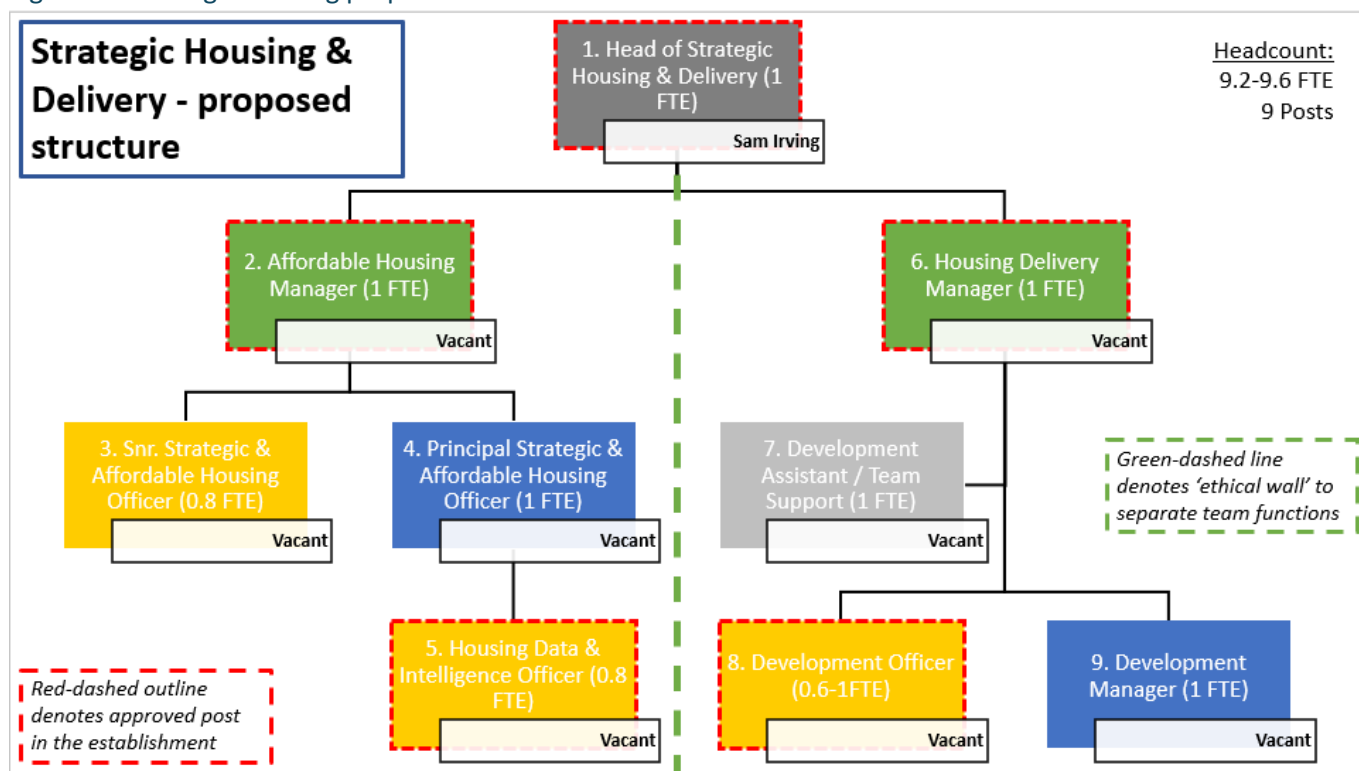 Strategic Housing &
Delivery - proposed
structure
1. Head of Strategic
Housing & Delivery (1
FTE)
Sam Irving
Headcount:
9.2-9.6 FTE
9 Posts
2. Affordable Housing
Manager (1 FTE)
Vacant
6. Housing Delivery
Manager (1 FTE)
Vacant
3. Snr. Strategic &
Affordable Housing
Officer (0.8 FTE)
Vacant
4. Principal Strategic &
Affordable Housing
Officer (1 FTE)
Vacant
7. Development
Assistant / Team
Support (1 FTE)
Vacant
Green-dashed line
denotes ‘ethical wall’ to
separate team functions
5. Housing Data &
Intelligence Officer (0.8
FTE)
Vacant
8. Development Officer
(0.6-1FTE)
Vacant
9. Development
Manager (1 FTE)
Vacant
Red-dashed outline
denotes approved post
in the establishment